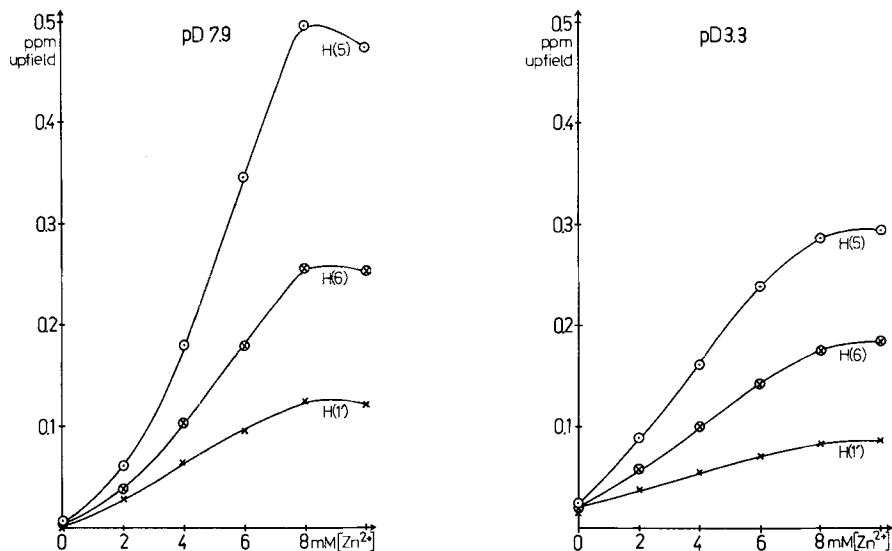 pD 7.9
0.5
ppm
upfield
0.4
0.3
0.2
0.1
H(5)
H(6)
H(1')
0 2 4 6 8 mM[Zn2+]
pD 3.3
0.5
ppm
upfield
0.4
0.3
0.2
0.1
H(5)
H(6)
H(1')
0 2 4 6 8 mM[Zn2+]